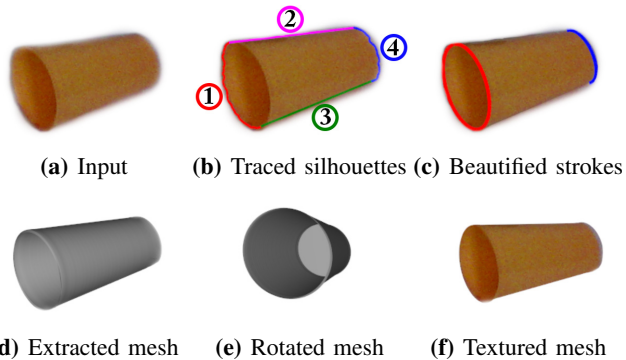 2
4
1
3
(a) Input
(b) Traced silhouettes
(c) Beautified strokes
d) Extracted mesh
(e) Rotated mesh
(f) Textured mesh